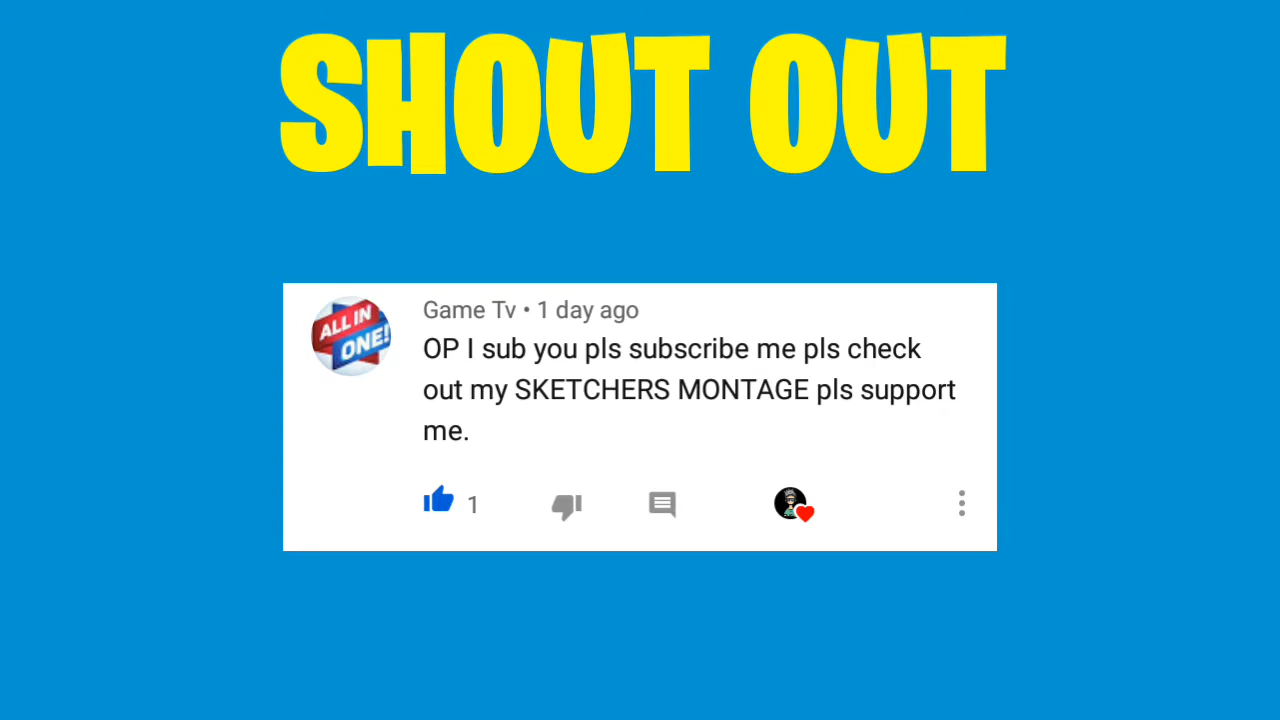 SHOUT OUT
ALL IN
ONE!
Game Tv • 1 day ago
OP I sub you pls subscribe me pls check
out my SKETCHERS MONTAGE pls support
me.
1